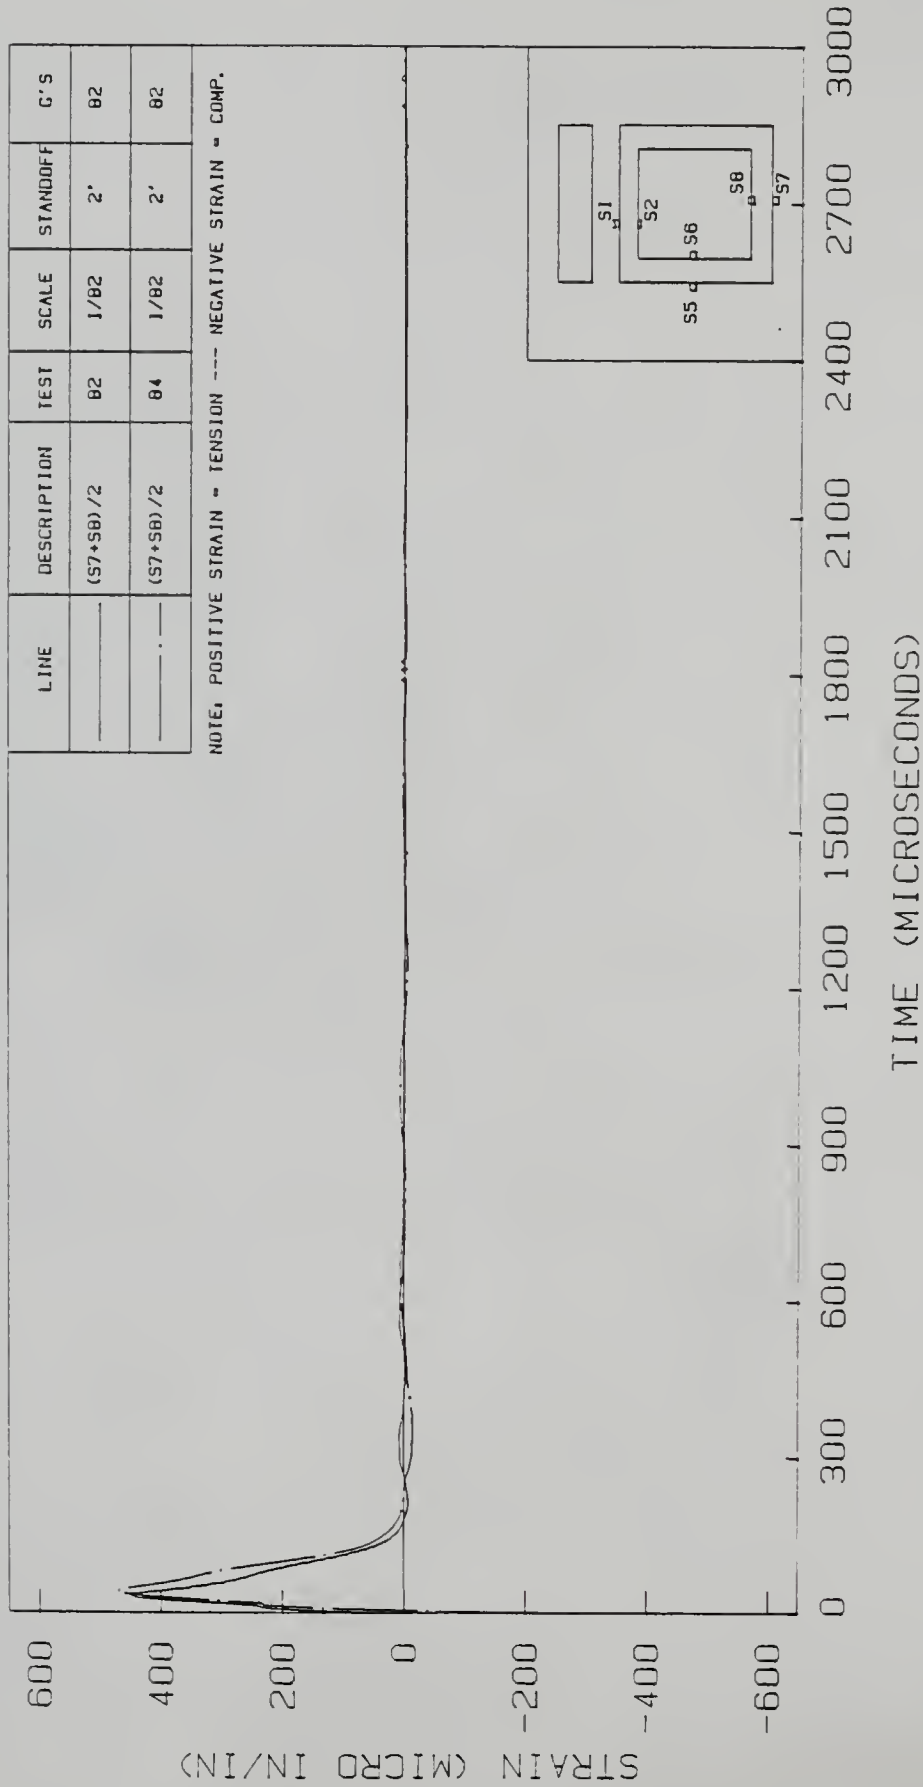 LINE DESCRIPTION TEST SCALE STANDOFF G'S
(S7+S8)/2 82 1/82 2' 82
(S7+S8)/2 84 1/82 2' 82
NOTE: POSITIVE STRAIN = TENSION --- NEGATIVE STRAIN = COMP.
600
400
200
0
-200
-400
-600
STRAIN (MICRO IN/IN)
S1
S2
S5
S6
S8
S7
0 300 600 900 1200 1500 1800 2100 2400 2700 3000
TIME (MICROSECONDS)